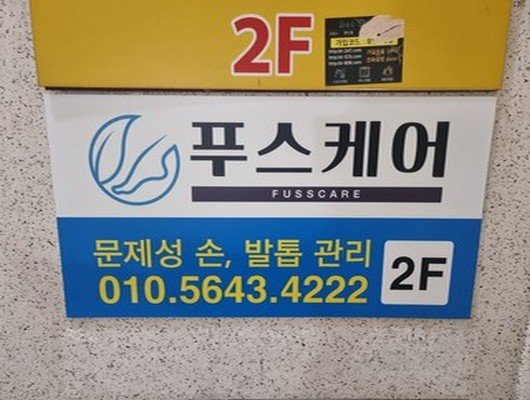 2F
푸스케어
FUSSCARE
문제성 손, 발톱 관리
010.5643.4222
2F